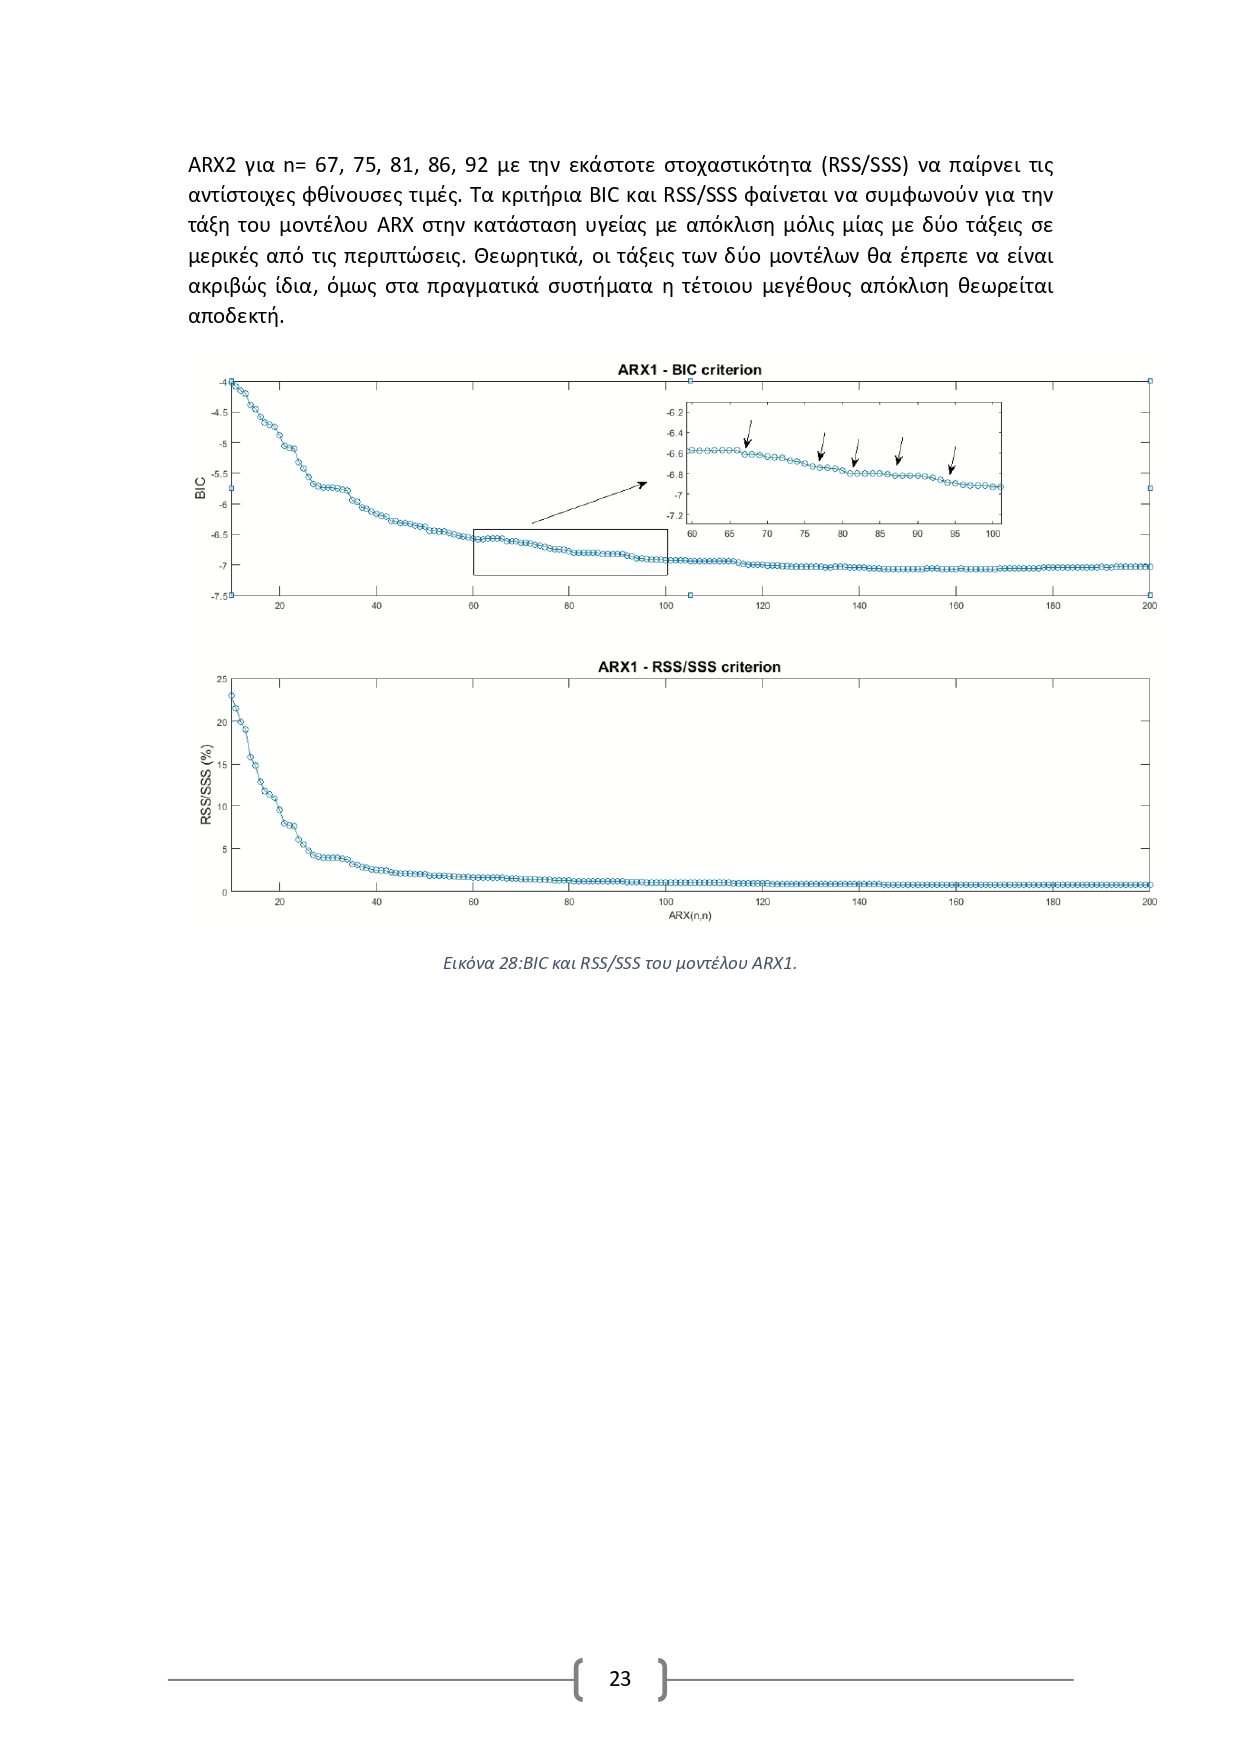 ARX2 για n= 67, 75, 81, 86, 92 με την εκάστοτε στοχαστικότητα (RSS/SSS) να παίρνει τις
αντίστοιχες φθίνουσες τιμές. Τα κριτήρια BIC και RSS/SSS φαίνεται να συμφωνούν για την
τάξη του μοντέλου ARX στην κατάσταση υγείας με απόκλιση μόλις μίας με δύο τάξεις σε
μερικές από τις περιπτώσεις. Θεωρητικά, οι τάξεις των δύο μοντέλων θα έπρεπε να είναι
ακριβώς ίδια, όμως στα πραγματικά συστήματα η τέτοιου μεγέθους απόκλιση θεωρείται
αποδεκτή.
ARX1 - BIC criterion
BIC
-4
-4.5
-5
-5.5
-6
-6.5
-7
-7.5
20 40 60 80 100 120 140 160 180 200
-6.2
-6.4
-6.6
-6.8
-7
-7.2
60 65 70 75 80 85 90 95 100
ARX1 - RSS/SSS criterion
RSS/SSS (%)
25
20
15
10
5
0
20 40 60 80 100 120 140 160 180 200
ARX(n,n)
Εικόνα 28:BIC και RSS/SSS του μοντέλου ARX1.
23